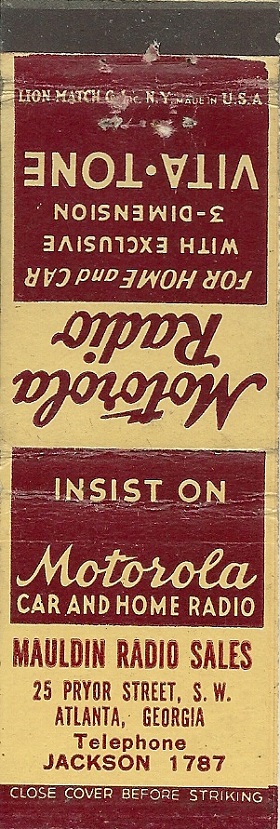 LION MATCH Co. INC. N.Y. MADE IN U.S.A.
Motorola
Radio
FOR HOME and CAR
WITH EXCLUSIVE
3-DIMENSION
VITA·TONE
INSIST ON
Motorola
CAR AND HOME RADIO
MAULDIN RADIO SALES
25 PRYOR STREET, S. W.
ATLANTA, GEORGIA
Telephone
JACKSON 1787
CLOSE COVER BEFORE STRIKING